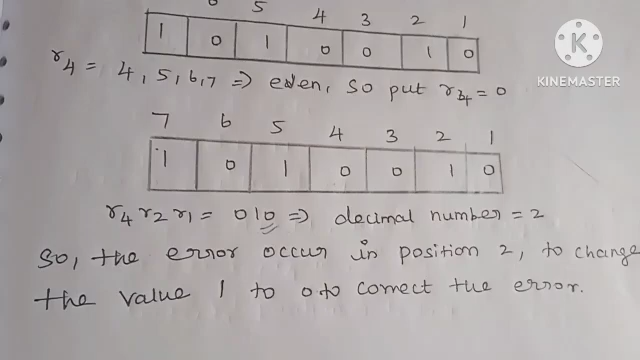 5 4 3 2 1
1 0 1 0 0 1 0
KINEMASTER
r4 = 4, 5, 6, 7 => even, so put r4 = 0
7 6 5 4 3 2 1
1 0 1 0 0 1 0
r4 r2 r1 = 010 => decimal number = 2
So, the error occur in position 2, to change
the value 1 to 0 to correct the error.